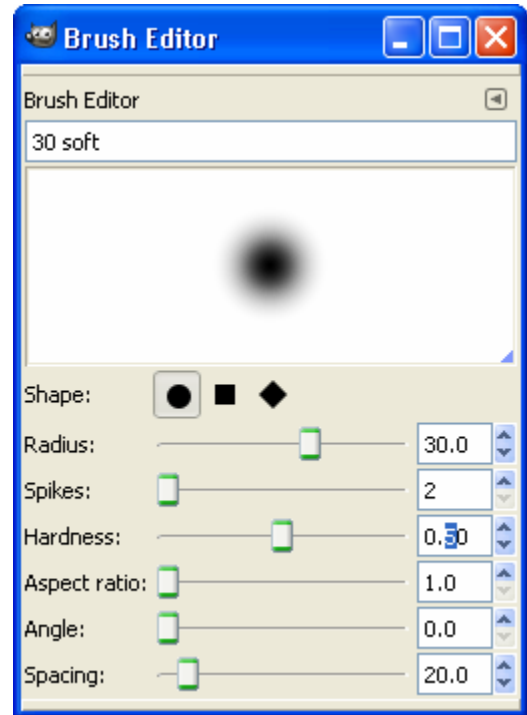 Brush Editor
Brush Editor
30 soft
Shape:
Radius: 30.0
Spikes: 2
Hardness: 0.50
Aspect ratio: 1.0
Angle: 0.0
Spacing: 20.0